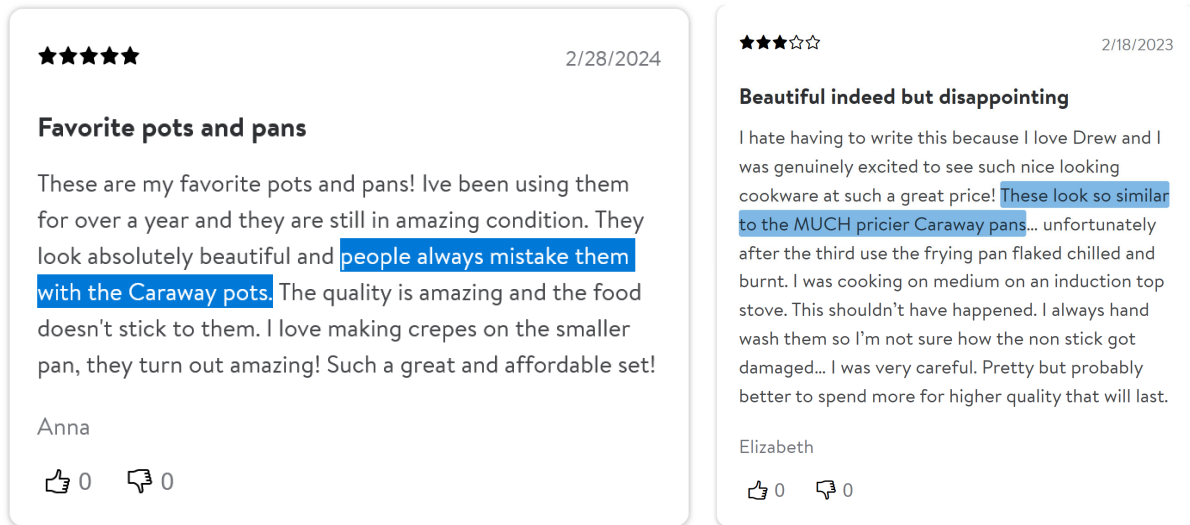 2/28/2024
Favorite pots and pans
These are my favorite pots and pans! Ive been using them
for over a year and they are still in amazing condition. They
look absolutely beautiful and people always mistake them
with the Caraway pots. The quality is amazing and the food
doesn't stick to them. I love making crepes on the smaller
pan, they turn out amazing! Such a great and affordable set!
Anna
0 0
2/18/2023
Beautiful indeed but disappointing
I hate having to write this because I love Drew and I
was genuinely excited to see such nice looking
cookware at such a great price! These look so similar
to the MUCH pricier Caraway pans... unfortunately
after the third use the frying pan flaked chilled and
burnt. I was cooking on medium on an induction top
stove. This shouldn’t have happened. I always hand
wash them so I’m not sure how the non stick got
damaged... I was very careful. Pretty but probably
better to spend more for higher quality that will last.
Elizabeth
0 0